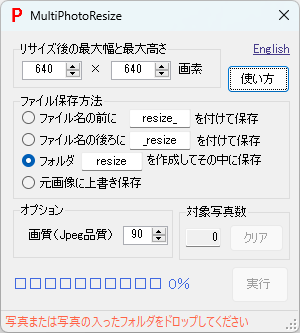 MultiPhotoResize
リサイズ後の最大幅と最大高さ
640 × 640 画素
English
使い方
ファイル保存方法
ファイル名の前に resize_ を付けて保存
ファイル名の後ろに _resize を付けて保存
フォルダ resize を作成してその中に保存
元画像に上書き保存
オプション
画質(Jpeg品質) 90
対象写真数
0 クリア
0%
実行
写真または写真の入ったフォルダをドロップしてください